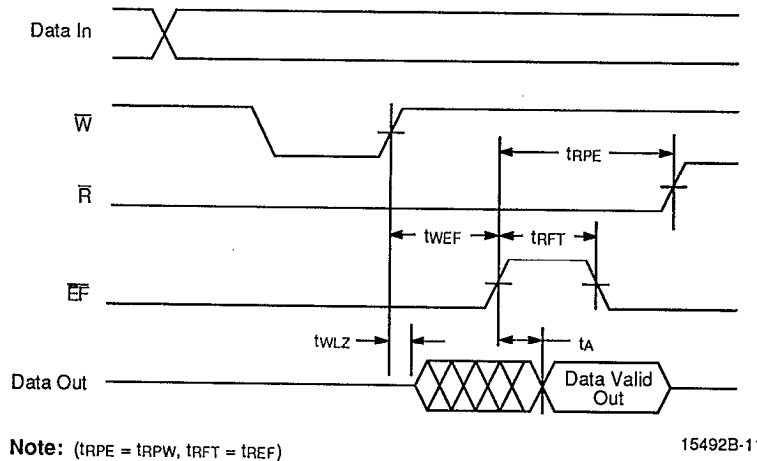 Data In
W
tRPE
R
tWEF
tRFT
EF
tWLZ
tA
Data Out
Data Valid
Out
Note: (tRPE = tRPW, tRFT = tREF)
15492B-11